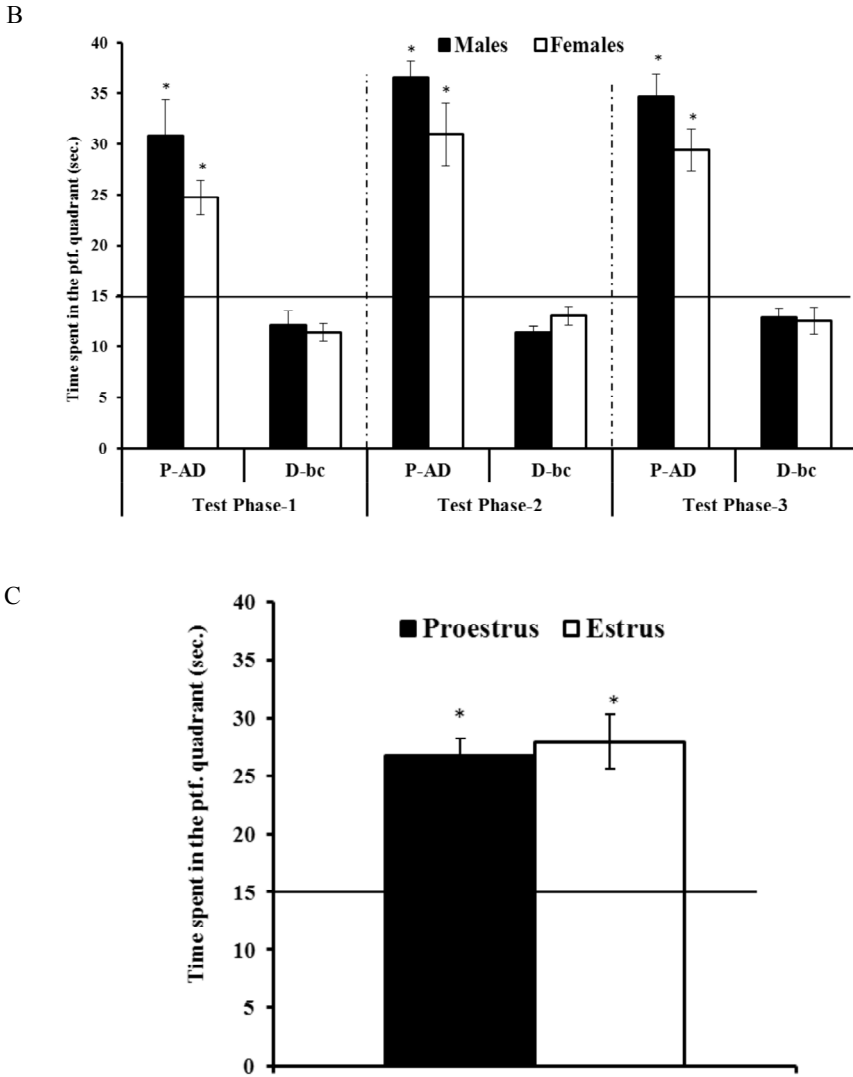 B
Time spent in the ptf. quadrant (sec.)
40
35
30
25
20
15
10
5
0
■ Males □ Females
* * * * * *
P-AD D-bc P-AD D-bc P-AD D-bc
Test Phase-1 Test Phase-2 Test Phase-3
C
Time spent in the ptf. quadrant (sec.)
40
35
30
25
20
15
10
5
0
■ Proestrus □ Estrus
* *